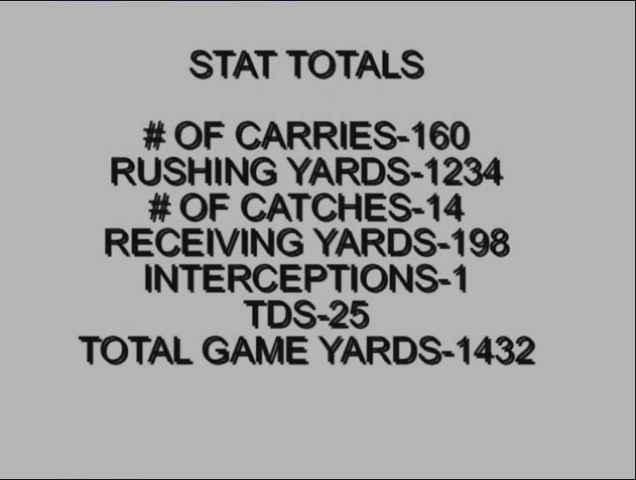 STAT TOTALS
# OF CARRIES-160
RUSHING YARDS-1234
# OF CATCHES-14
RECEIVING YARDS-198
INTERCEPTIONS-1
TDS-25
TOTAL GAME YARDS-1432